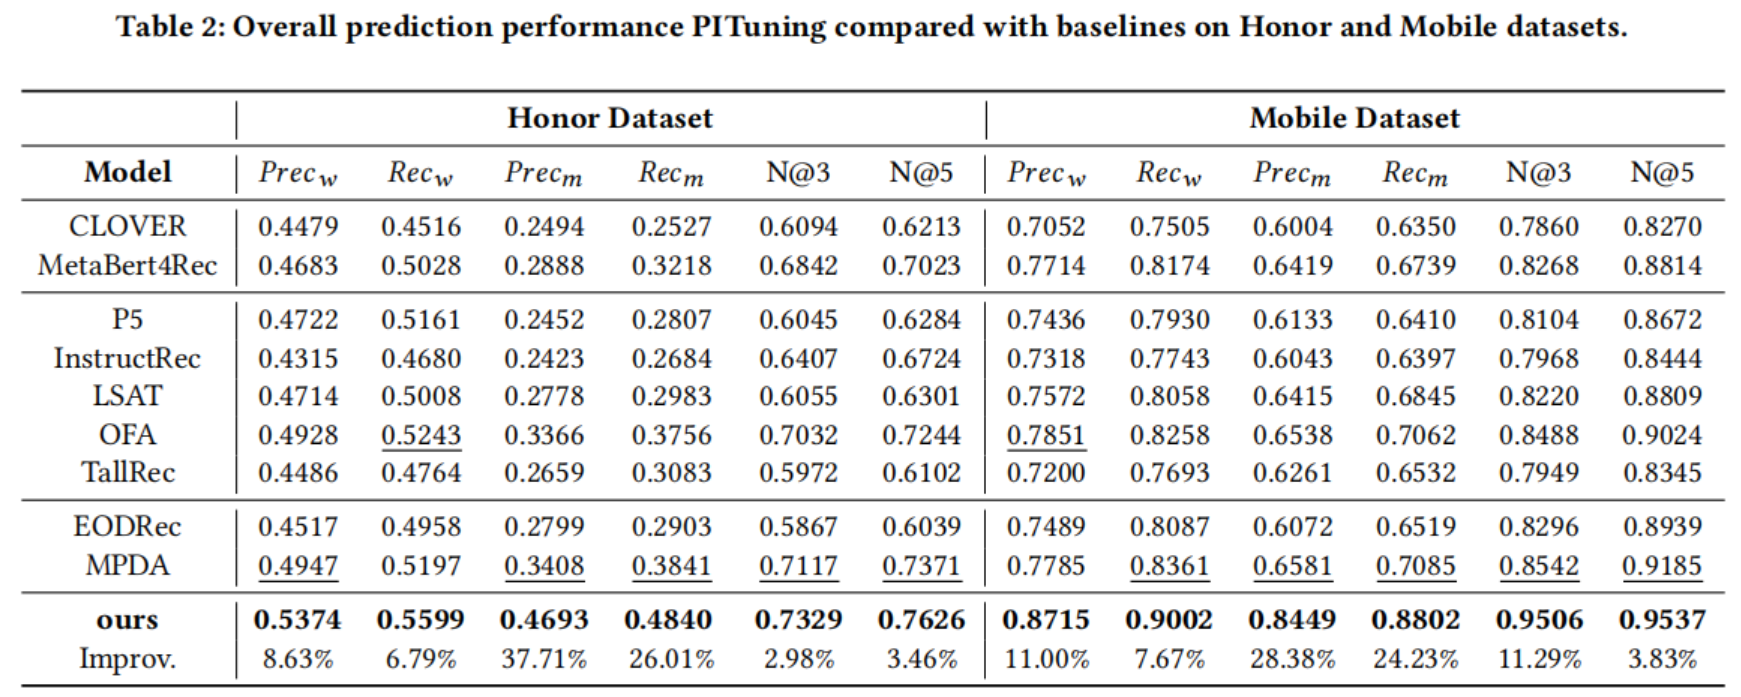 Table 2: Overall prediction performance PITuning compared with baselines on Honor and Mobile datasets.
Honor Dataset Mobile Dataset
Model Prec_w Rec_w Prec_m Rec_m N@3 N@5 Prec_w Rec_w Prec_m Rec_m N@3 N@5
CLOVER 0.4479 0.4516 0.2494 0.2527 0.6094 0.6213 0.7052 0.7505 0.6004 0.6350 0.7860 0.8270
MetaBert4Rec 0.4683 0.5028 0.2888 0.3218 0.6842 0.7023 0.7714 0.8174 0.6419 0.6739 0.8268 0.8814
P5 0.4722 0.5161 0.2452 0.2807 0.6045 0.6284 0.7436 0.7930 0.6133 0.6410 0.8104 0.8672
InstructRec 0.4315 0.4680 0.2423 0.2684 0.6407 0.6724 0.7318 0.7743 0.6043 0.6397 0.7968 0.8444
LSAT 0.4714 0.5008 0.2778 0.2983 0.6055 0.6301 0.7572 0.8058 0.6415 0.6845 0.8220 0.8809
OFA 0.4928 0.5243 0.3366 0.3756 0.7032 0.7244 0.7851 0.8258 0.6538 0.7062 0.8488 0.9024
TallRec 0.4486 0.4764 0.2659 0.3083 0.5972 0.6102 0.7200 0.7693 0.6261 0.6532 0.7949 0.8345
EODRec 0.4517 0.4958 0.2799 0.2903 0.5867 0.6039 0.7489 0.8087 0.6072 0.6519 0.8296 0.8939
MPDA 0.4947 0.5197 0.3408 0.3841 0.7117 0.7371 0.7785 0.8361 0.6581 0.7085 0.8542 0.9185
ours 0.5374 0.5599 0.4693 0.4840 0.7329 0.7626 0.8715 0.9002 0.8449 0.8802 0.9506 0.9537
Improv. 8.63% 6.79% 37.71% 26.01% 2.98% 3.46% 11.00% 7.67% 28.38% 24.23% 11.29% 3.83%